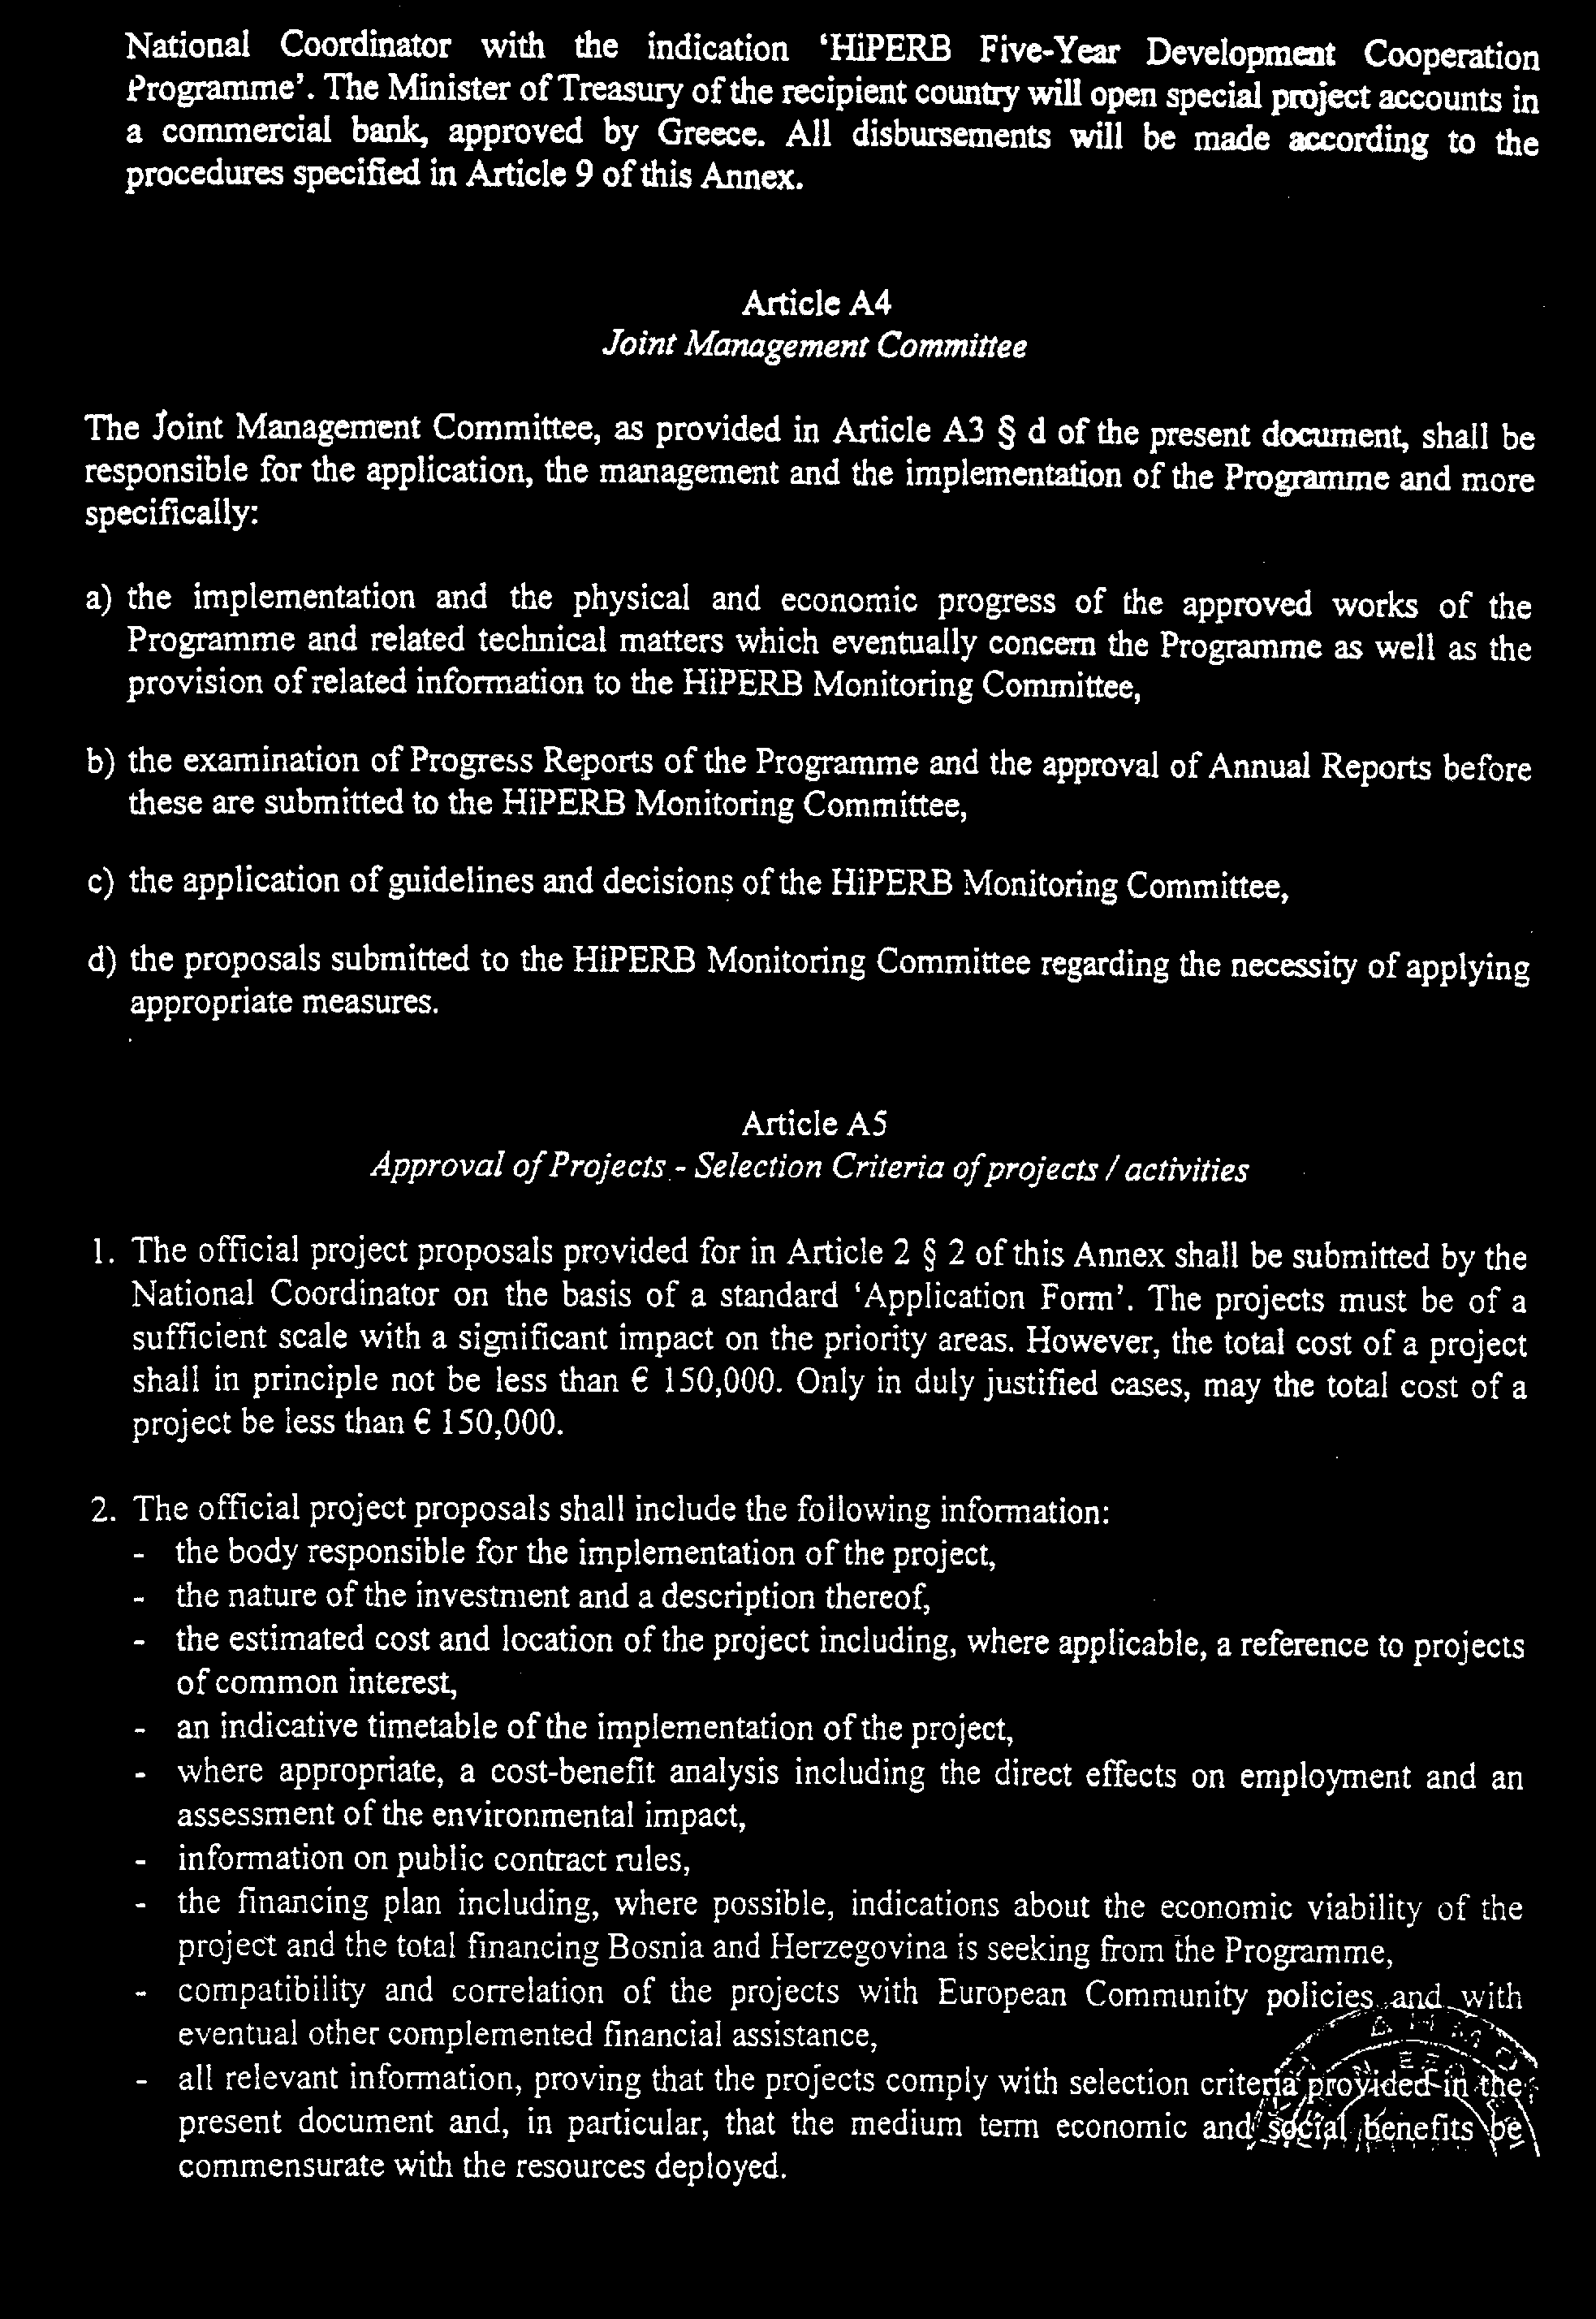 National Coordinator with the indication ‘HiPERB Five-Year Development Cooperation
Programme’. The Minister of Treasury of the recipient country will open special project accounts in
a commercial bank, approved by Greece. All disbursements will be made according to the
procedures specified in Article 9 of this Annex.
Article A4
Joint Management Committee
The Joint Management Committee, as provided in Article A3 § d of the present document, shall be
responsible for the application, the management and the implementation of the Programme and more
specifically:
a) the implementation and the physical and economic progress of the approved works of the
Programme and related technical matters which eventually concern the Programme as well as the
provision of related information to the HiPERB Monitoring Committee,
b) the examination of Progress Reports of the Programme and the approval of Annual Reports before
these are submitted to the HiPERB Monitoring Committee,
c) the application of guidelines and decisions of the HiPERB Monitoring Committee,
d) the proposals submitted to the HiPERB Monitoring Committee regarding the necessity of applying
appropriate measures.
Article A5
Approval of Projects - Selection Criteria of projects / activities
1. The official project proposals provided for in Article 2 § 2 of this Annex shall be submitted by the
National Coordinator on the basis of a standard ‘Application Form’. The projects must be of a
sufficient scale with a significant impact on the priority areas. However, the total cost of a project
shall in principle not be less than € 150,000. Only in duly justified cases, may the total cost of a
project be less than € 150,000.
2. The official project proposals shall include the following information:
- the body responsible for the implementation of the project,
- the nature of the investment and a description thereof,
- the estimated cost and location of the project including, where applicable, a reference to projects
of common interest,
- an indicative timetable of the implementation of the project,
- where appropriate, a cost-benefit analysis including the direct effects on employment and an
assessment of the environmental impact,
- information on public contract rules,
- the financing plan including, where possible, indications about the economic viability of the
project and the total financing Bosnia and Herzegovina is seeking from the Programme,
- compatibility and correlation of the projects with European Community policies and with
eventual other complemented financial assistance,
- all relevant information, proving that the projects comply with selection criteria provided in the
present document and, in particular, that the medium term economic and social benefits be
commensurate with the resources deployed.